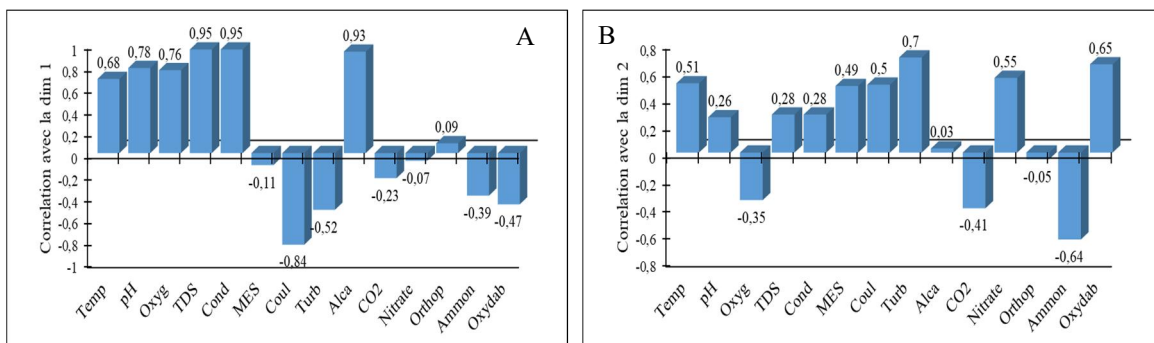 A
Correlation avec la dim 1
1
0,8
0,6
0,4
0,2
0
-0,2
-0,4
-0,6
-0,8
-1
0,68
0,78
0,76
0,95
0,95
-0,11
-0,84
-0,52
0,93
-0,23
-0,07
0,09
-0,39
-0,47
Temp
pH
Oxyg
TDS
Cond
MES
Coul
Turb
Alca
CO2
Nitrate
Orthop
Ammon
Oxydab
B
Correlation avec la dim 2
0,8
0,6
0,4
0,2
0
-0,2
-0,4
-0,6
-0,8
0,51
0,26
-0,35
0,28
0,28
0,49
0,5
0,7
0,03
-0,41
0,55
-0,05
-0,64
0,65
Temp
pH
Oxyg
TDS
Cond
MES
Coul
Turb
Alca
CO2
Nitrate
Orthop
Ammon
Oxydab